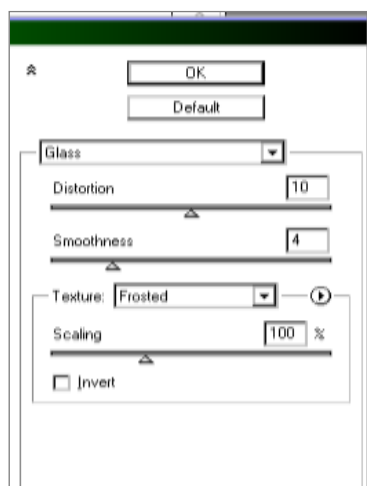 OK
Default
Glass
Distortion 10
Smoothness 4
Texture: Frosted
Scaling 100 %
Invert